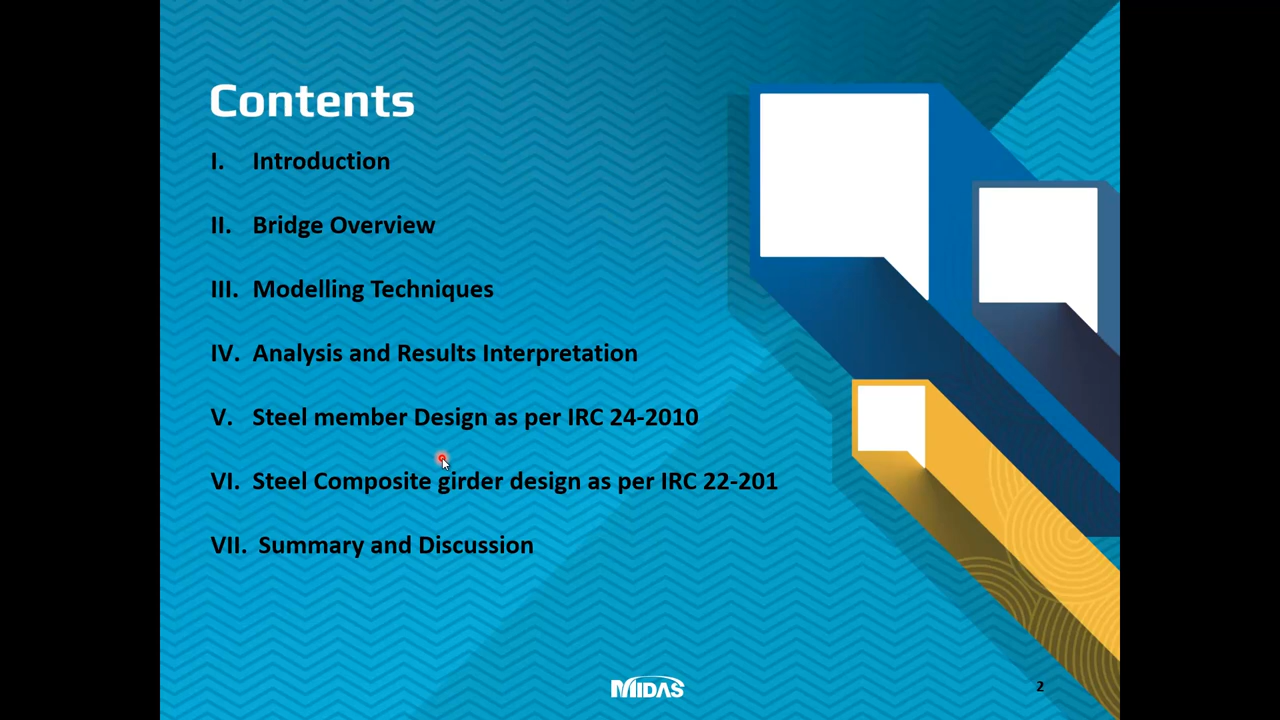 Contents
I. Introduction
II. Bridge Overview
III. Modelling Techniques
IV. Analysis and Results Interpretation
V. Steel member Design as per IRC 24-2010
VI. Steel Composite girder design as per IRC 22-201
VII. Summary and Discussion
MIDAS
2